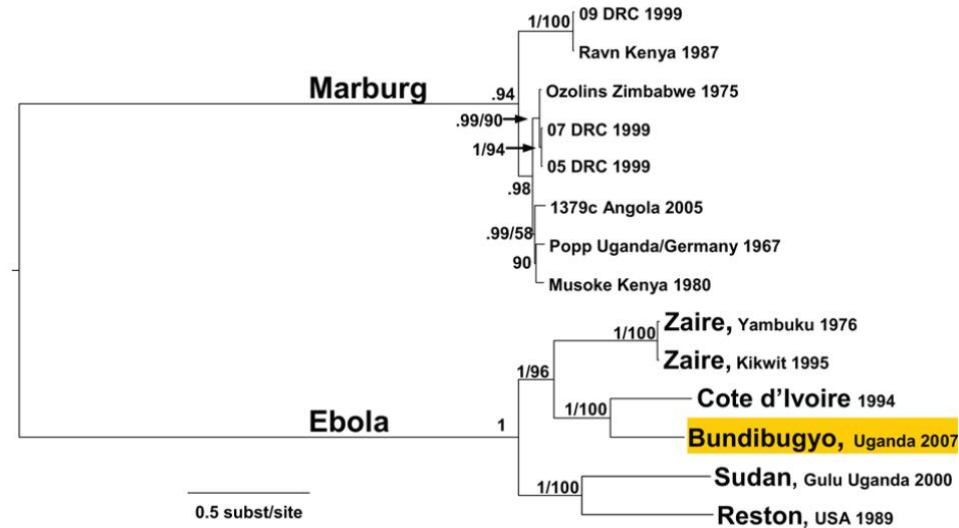 09 DRC 1999
1/100
Ravn Kenya 1987
Marburg
.94
Ozolins Zimbabwe 1975
.99/90
07 DRC 1999
1/94
05 DRC 1999
.98
1379c Angola 2005
.99/58
Popp Uganda/Germany 1967
90
Musoke Kenya 1980
Zaire, Yambuku 1976
1/100
Zaire, Kikwit 1995
1/96
Cote d'Ivoire 1994
1/100
Ebola
1
Bundibugyo, Uganda 2007
Sudan, Gulu Uganda 2000
1/100
0.5 subst/site
Reston, USA 1989